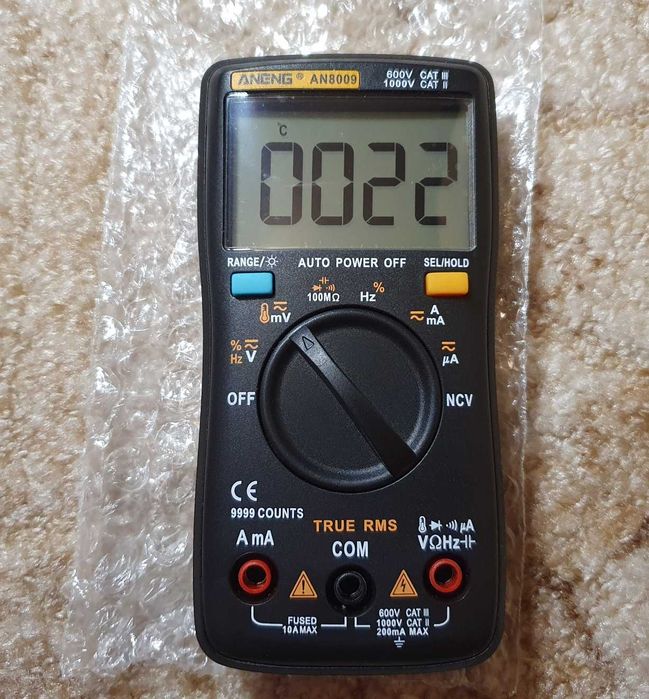 ANENG® AN8009 600V CAT III
1000V CAT II
°C
0022
RANGE/☼ AUTO POWER OFF SEL/HOLD
100MΩ
Hz %
mV
A
mA
% Hz V
μA
OFF
NCV
CE
9999 COUNTS
TRUE RMS
A mA
COM
μA
VΩHz
FUSED
10A MAX
600V CAT III
1000V CAT II
200mA MAX